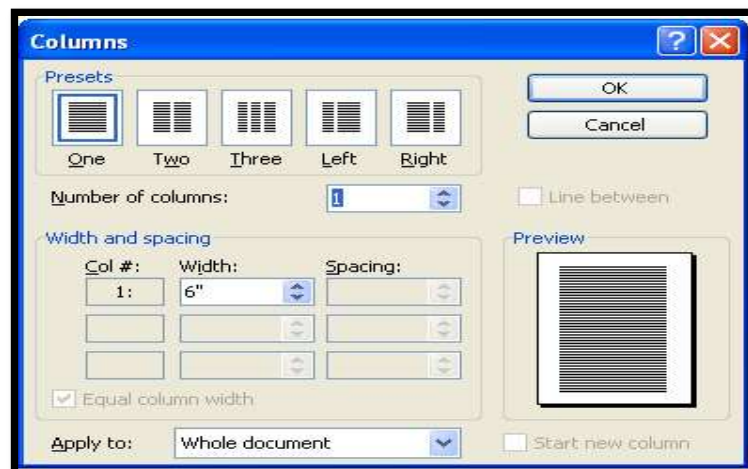 Columns
Presets
One Two Three Left Right
OK
Cancel
Number of columns: 1
Line between
Width and spacing
Col #: Width: Spacing:
1: 6"
Equal column width
Preview
Apply to: Whole document
Start new column